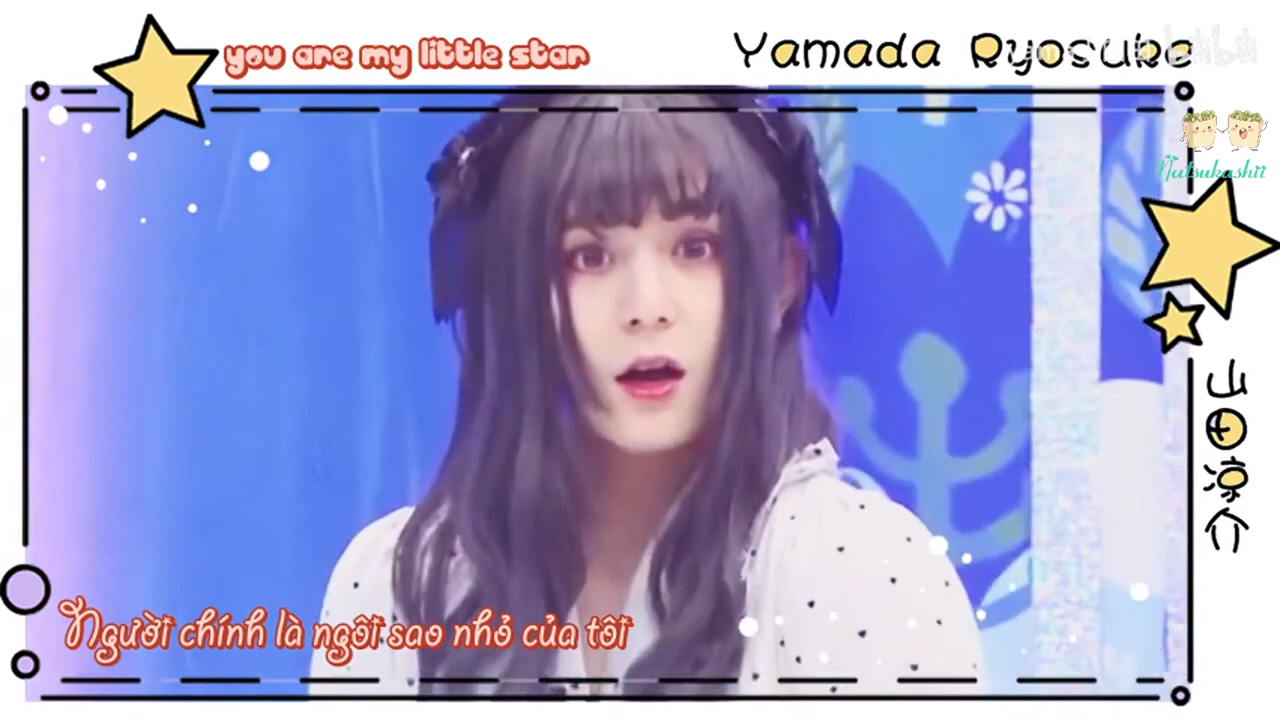 you are my little star
Yamada Ryosuke
Natsukashii
山田涼介
Người chính là ngôi sao nhỏ của tôi